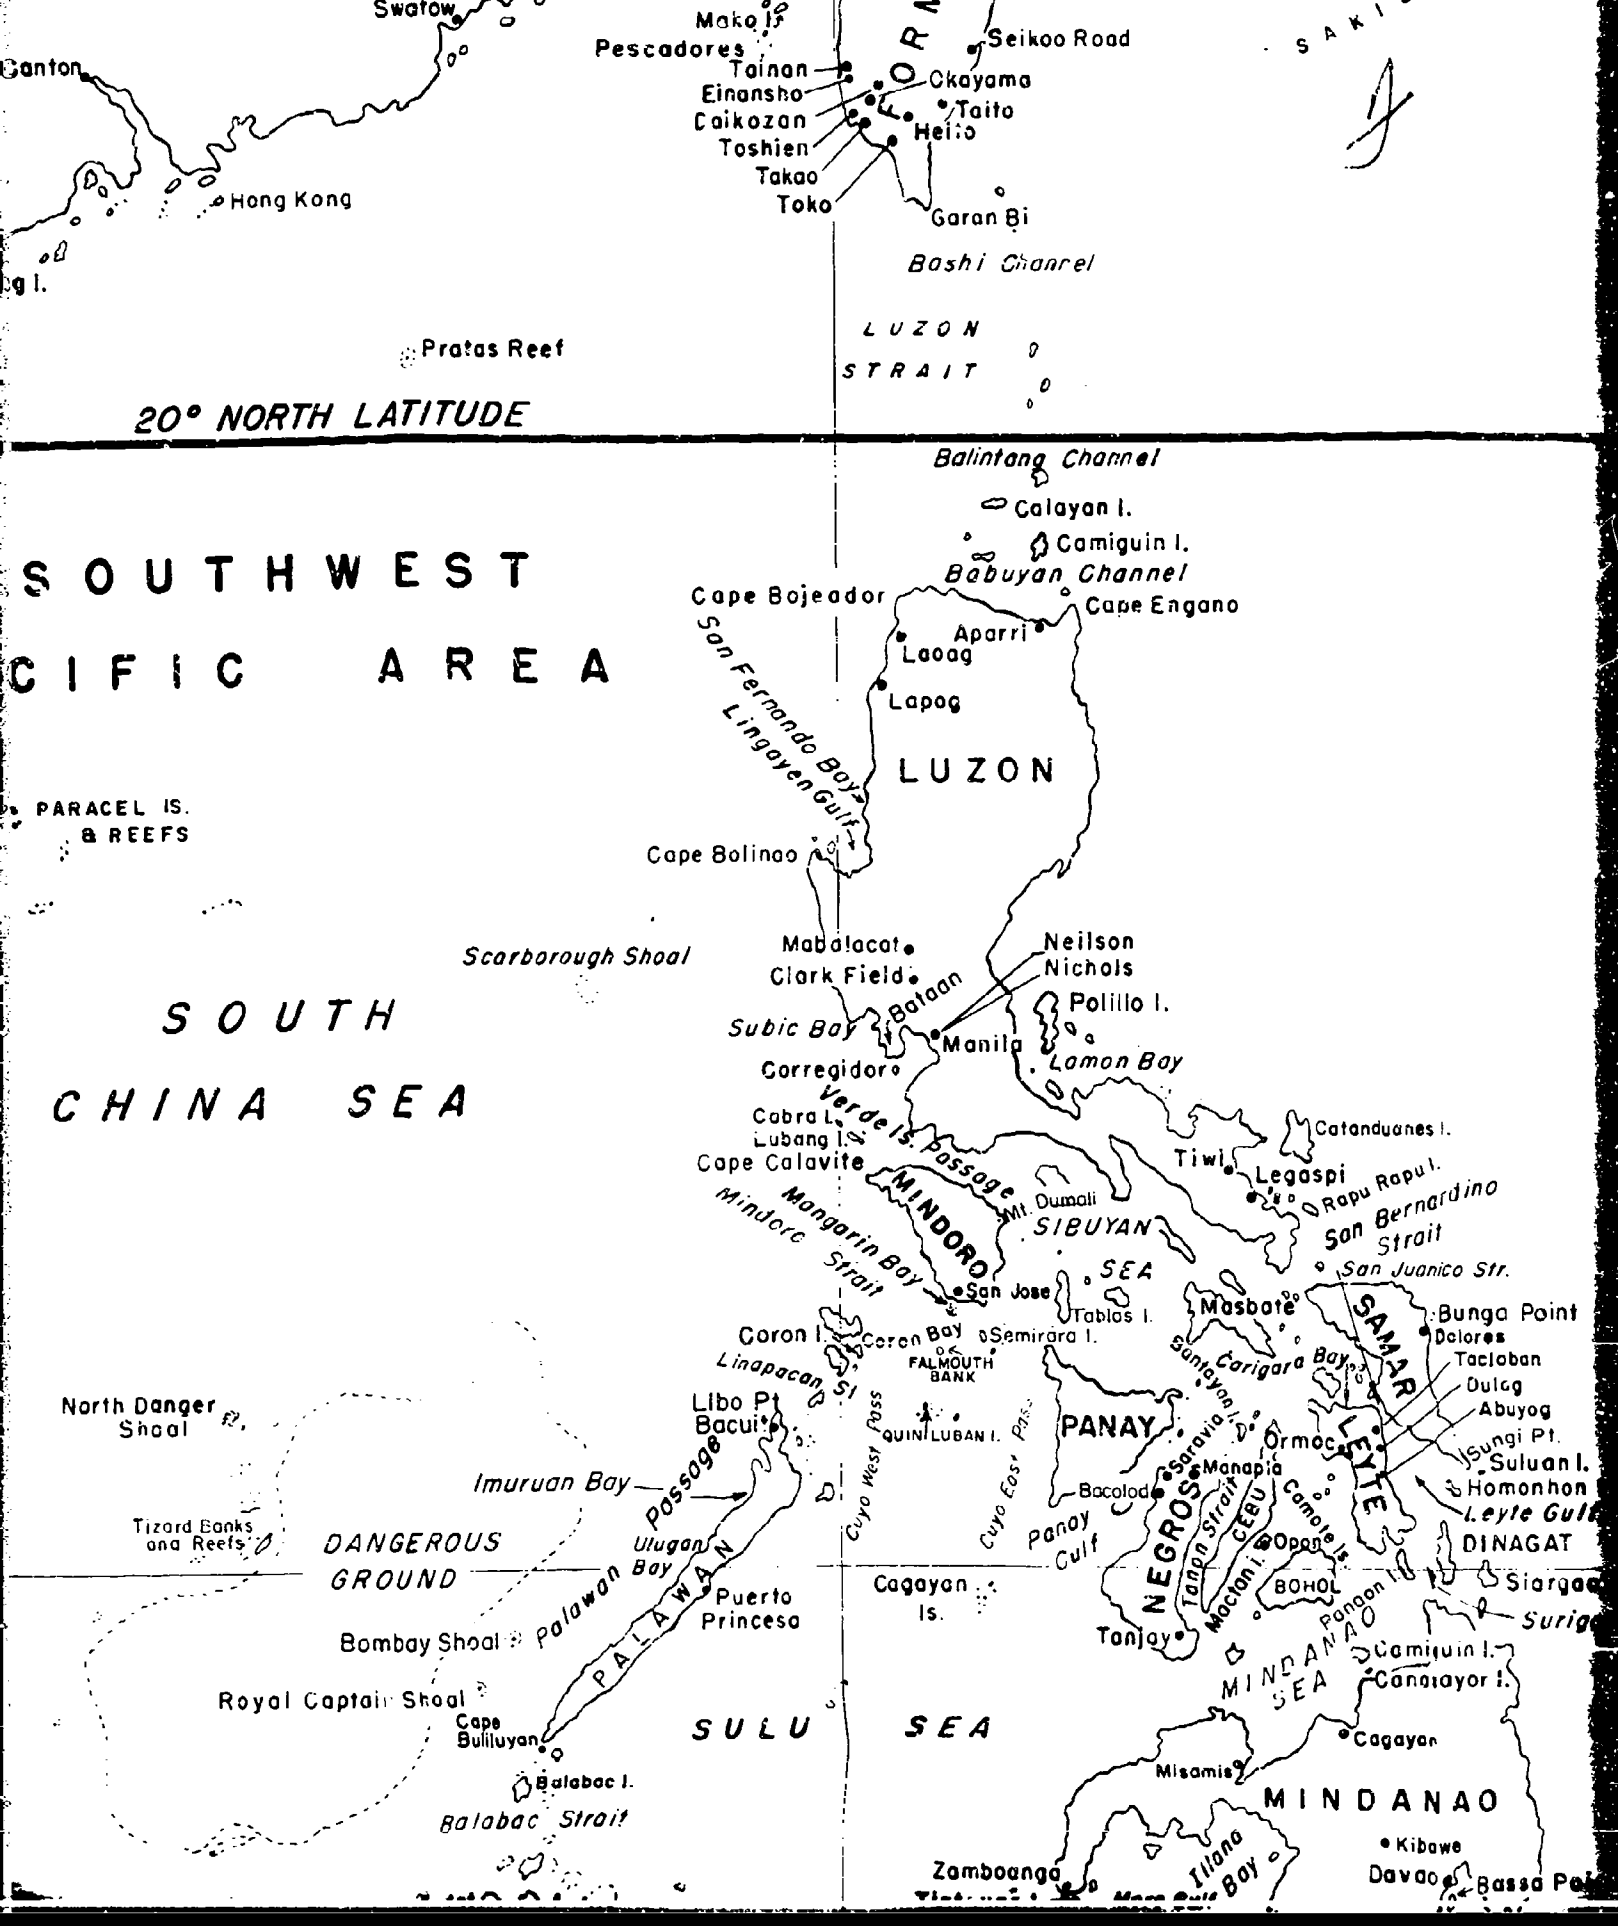 Swatow
Mako Is
Pescadores
Seikoo Road
Canton
Tainan
Okayama
Einansho
Taito
Heito
Toshien
Takao
Toko
Hong Kong
Garan Bi
Bashi Channel
g I.
LUZON
STRAIT
Pratas Reef
20° NORTH LATITUDE
Balintang Channel
Calayan I.
Camiguin I.
Babuyan Channel
SOUTHWEST
CIFIC AREA
Cape Bojeador
Cape Engano
Aparri
Laoag
Lapog
San Fernando Bay
Lingayen Gulf
LUZON
PARACEL IS.
& REEFS
Cape Bolinao
Mabalacat
Neilson
Scarborough Shoal
Clark Field
Nichols
Bataan
Polillo I.
SOUTH
CHINA SEA
Subic Bay
Manila
Lamon Bay
Corregidor
Verde Is. Passage
Cabra I.
Lubang I.
Catanduanes I.
Cape Calavite
Tiwi
Legaspi
Rapu Rapu I.
MINDORO
Mt. Dumali
San Bernardino
Strait
Mangarin Bay
Mindoro Strait
SIBUYAN
SEA
San Juanico Str.
San Jose
Tablas I.
Masbate
SAMAR
Bunga Point
Dolores
Coron I.
Coron Bay
Semirara I.
FALMOUTH
BANK
Linapacan SI
Carigara Bay
Tacloban
Dulag
Abuyog
North Danger
Shoal
Libo Pt
Bacuit
QUINILUBAN I.
PANAY
Saravia
Ormoc
LEYTE
Sungi Pt.
Suluan I.
Homonhon
Leyte Gulf
Manapla
Bacolod
Imuruan Bay
Cuyo West Pass
Cuyo East Pass
Panay
Gulf
NEGROS
Tanon Strait
CEBU
Camote Is.
Opon
Mactan I.
BOHOL
Panaon I.
DINAGAT
Siargao
Tizard Banks
and Reefs
DANGEROUS
GROUND
Ulugan
Bay
Palawan Passage
PALAWAN
Puerto
Princesa
Cagayan
Is.
Tanjay
Bombay Shoal
MINDANAO
SEA
Camiguin I.
Royal Captain Shoal
Cape
Buliluyan
SULU SEA
Cagayan
Misamis
Balabac I.
Balabac Strait
MINDANAO
Kibawe
Davao
Illana
Bay
Zamboanga